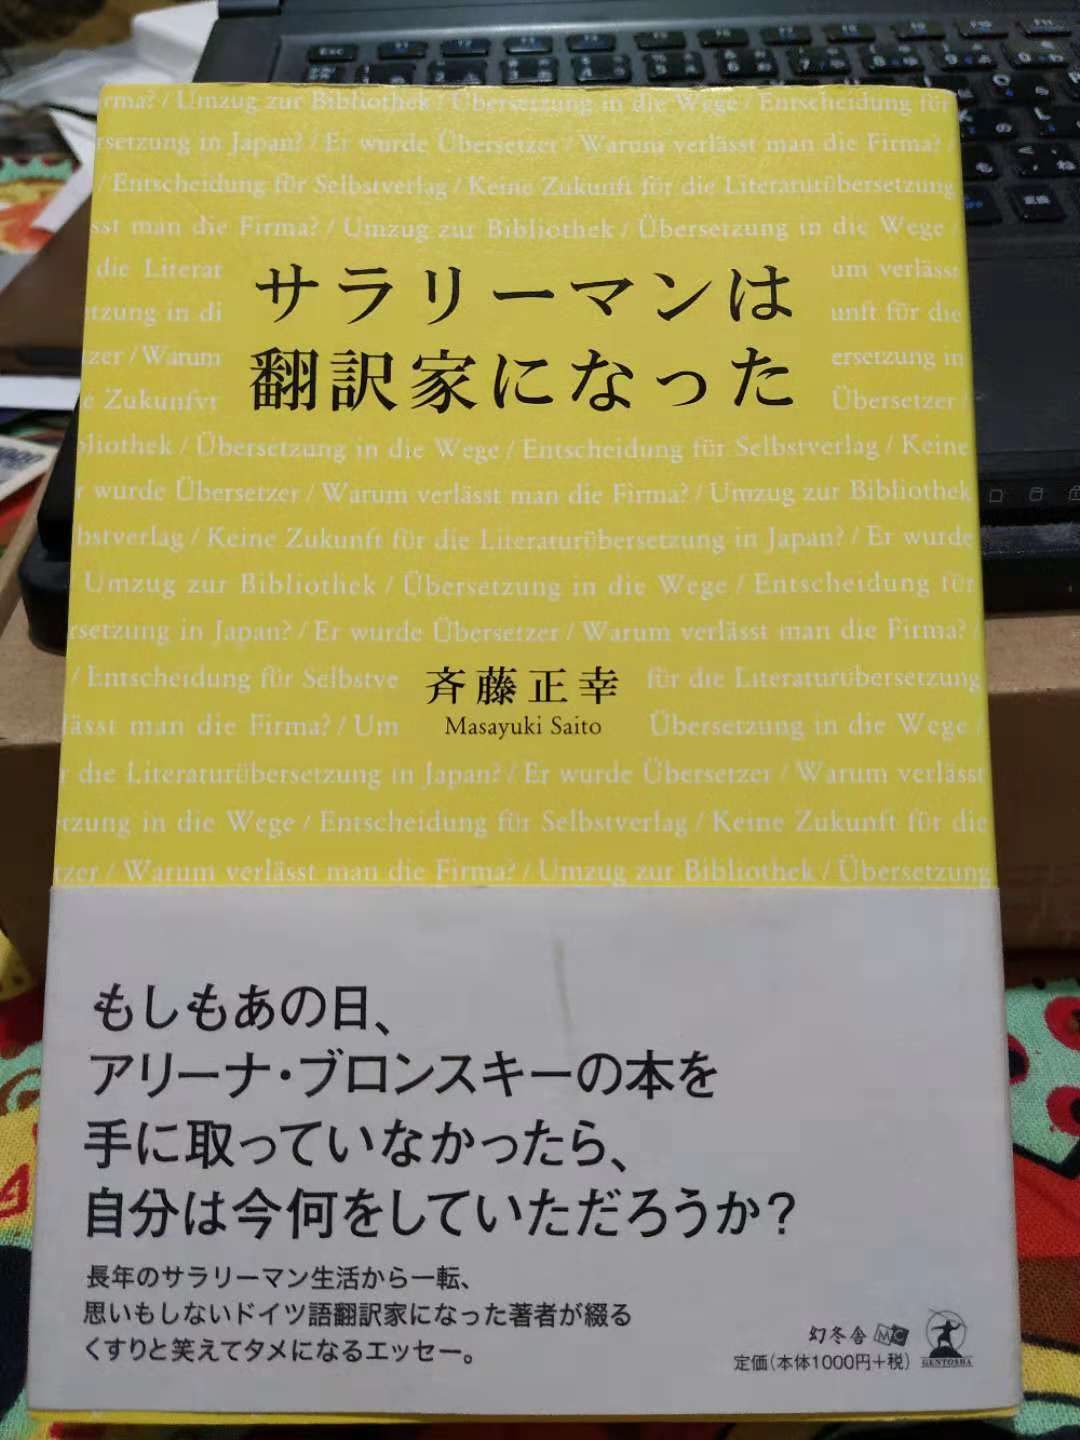 rma? / Umzug zur Bibliothek / Übersetzung in die Wege / Entscheidung für
rsetzung in Japan? / Er wurde Übersetzer / Warum verlässt man die Firma? /
/ Entscheidung für Selbstverlag / Keine Zukunft für die Literaturübersetzung
sst man die Firma? / Umzug zur Bibliothek / Übersetzung in die Wege /
die Literat
um verlässt
サラリーマンは
tzung in di
unft für die
zer / Warum
ersetzung in
翻訳家になった
e Zukunfvt
Übersetzer /
bliothek / Übersetzung in die Wege / Entscheidung für Selbstverlag / Keine
r wurde Übersetzer / Warum verlässt man die Firma? / Umzug zur Bibliothek
bstverlag / Keine Zukunft für die Literaturübersetzung in Japan? / Er wurde
Umzug zur Bibliothek / Übersetzung in die Wege / Entscheidung für
rsetzung in Japan? / Er wurde Übersetzer / Warum verlässt man die Firma? /
/ Entscheidung für Selbstve
斉藤正幸
für die Literaturübersetzung
lässt man die Firma? / Um
Masayuki Saito
Übersetzung in die Wege /
r die Literaturübersetzung in Japan? / Er wurde Übersetzer / Warum verlässt
tzung in die Wege / Entscheidung für Selbstverlag / Keine Zukunft für die
tzer / Warum verlässt man die Firma? / Umzug zur Bibliothek / Übersetzung
もしもあの日、
アリーナ・ブロンスキーの本を
手に取っていなかったら、
自分は今何をしていただろうか?
長年のサラリーマン生活から一転、
思いもしないドイツ語翻訳家になった著者が綴る
くすりと笑えてタメになるエッセー。
幻冬舎 MC
定価(本体1000円+税)
GENTOSHA